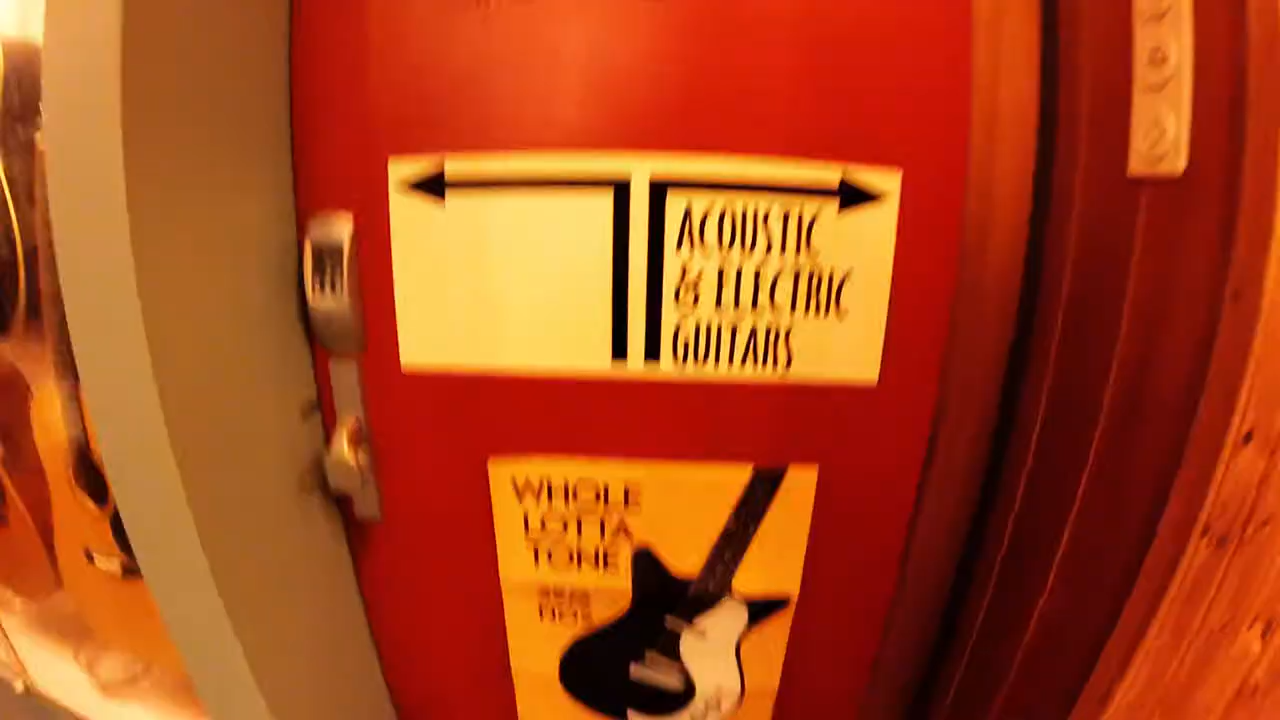 ACOUSTIC
& ELECTRIC
GUITARS
WHOLE
LOTTA
TONE